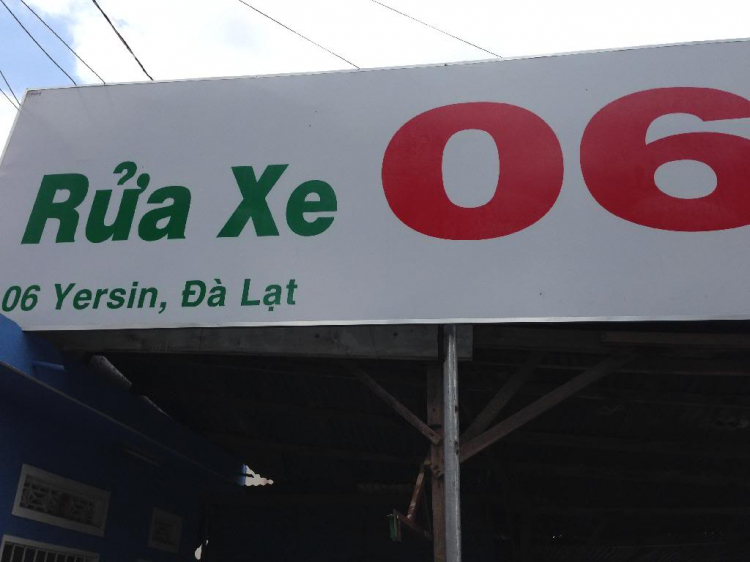 Rửa Xe 06
06 Yersin, Đà Lạt